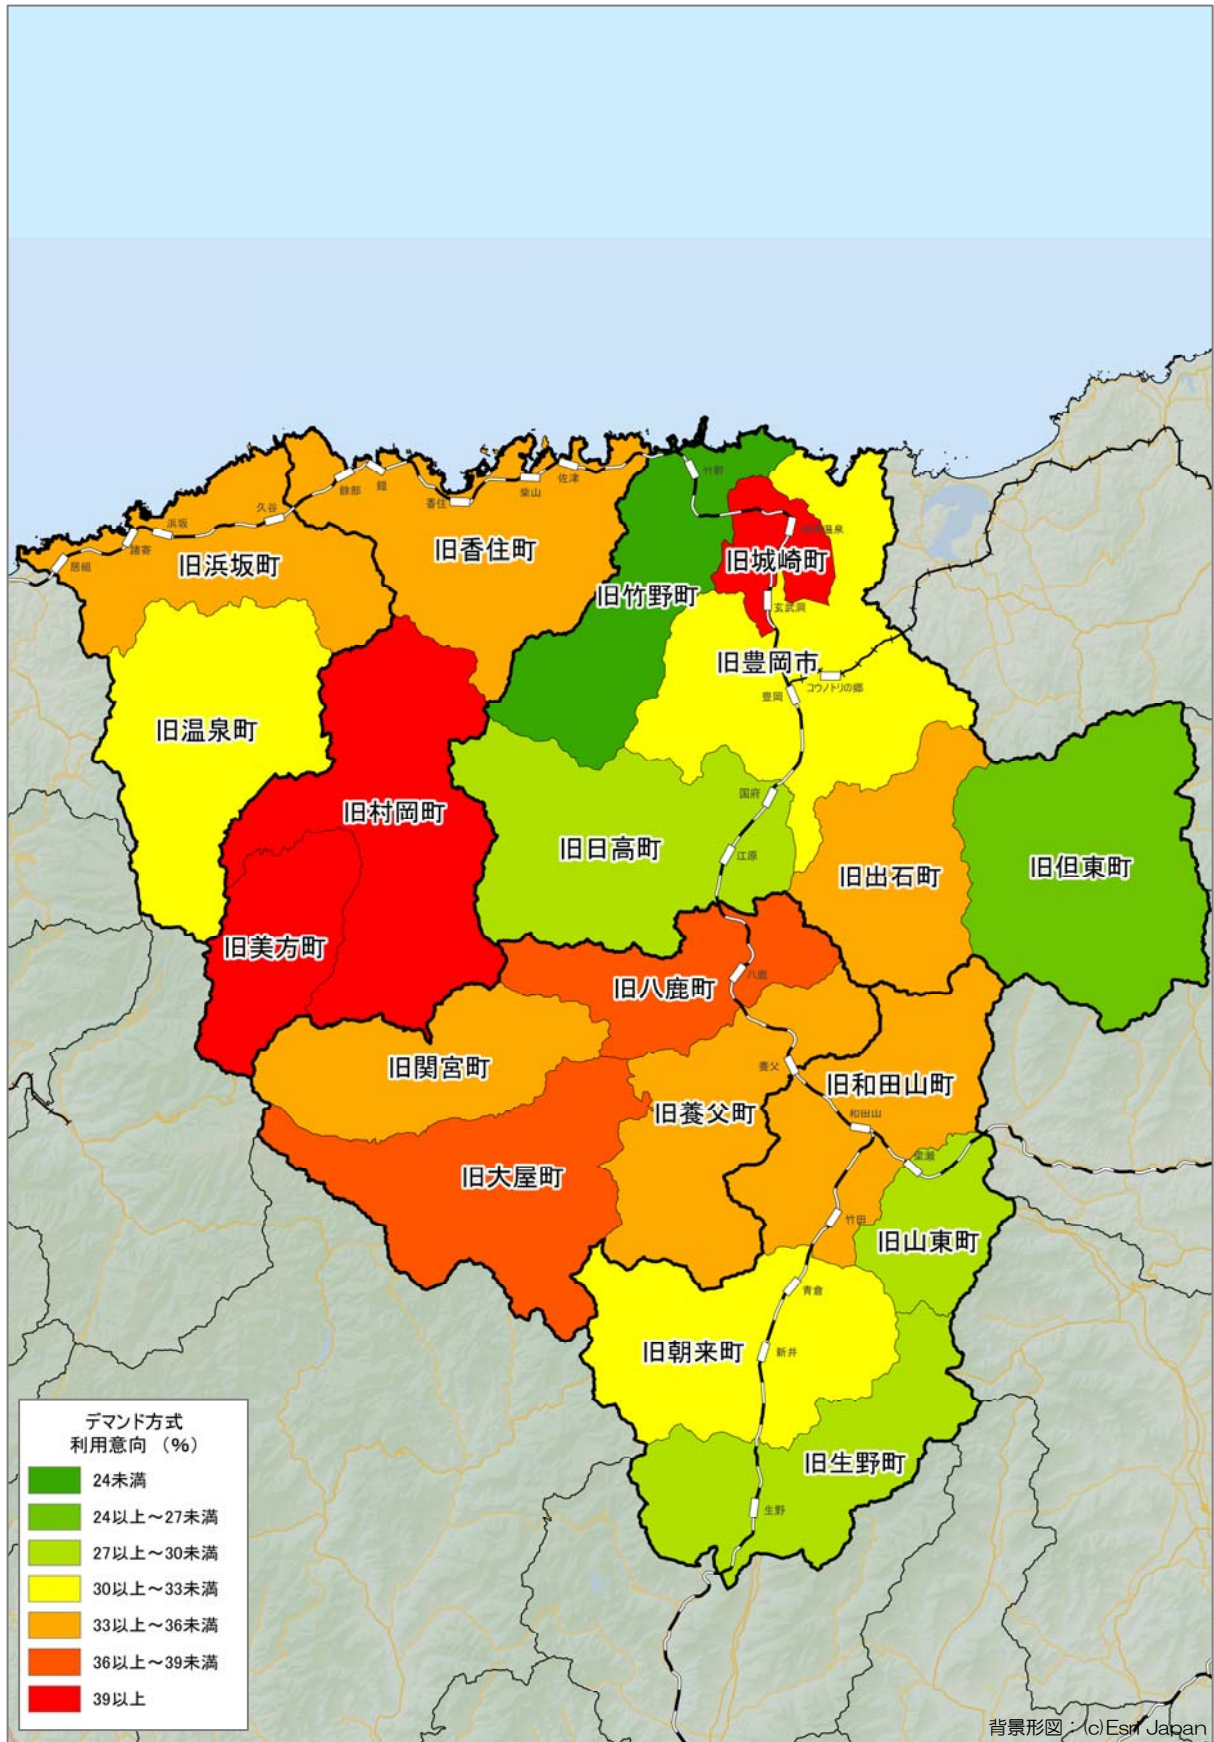 竹野
佐津
餘部
鎧
柴山
香住
久谷
浜坂
城崎温泉
諸寄
旧香住町
旧浜坂町
居組
旧城崎町
旧竹野町
玄武洞
旧豊岡市
コウノトリの郷
豊岡
旧温泉町
国府
旧村岡町
旧日高町
江原
旧出石町
旧但東町
旧美方町
八鹿
旧八鹿町
旧関宮町
養父
旧和田山町
旧養父町
和田山
梁瀬
旧大屋町
竹田
旧山東町
青倉
旧朝来町
新井
旧生野町
生野
デマンド方式
利用意向 (%)
24未満
24以上～27未満
27以上～30未満
30以上～33未満
33以上～36未満
36以上～39未満
39以上
背景形図：(c)Esri Japan